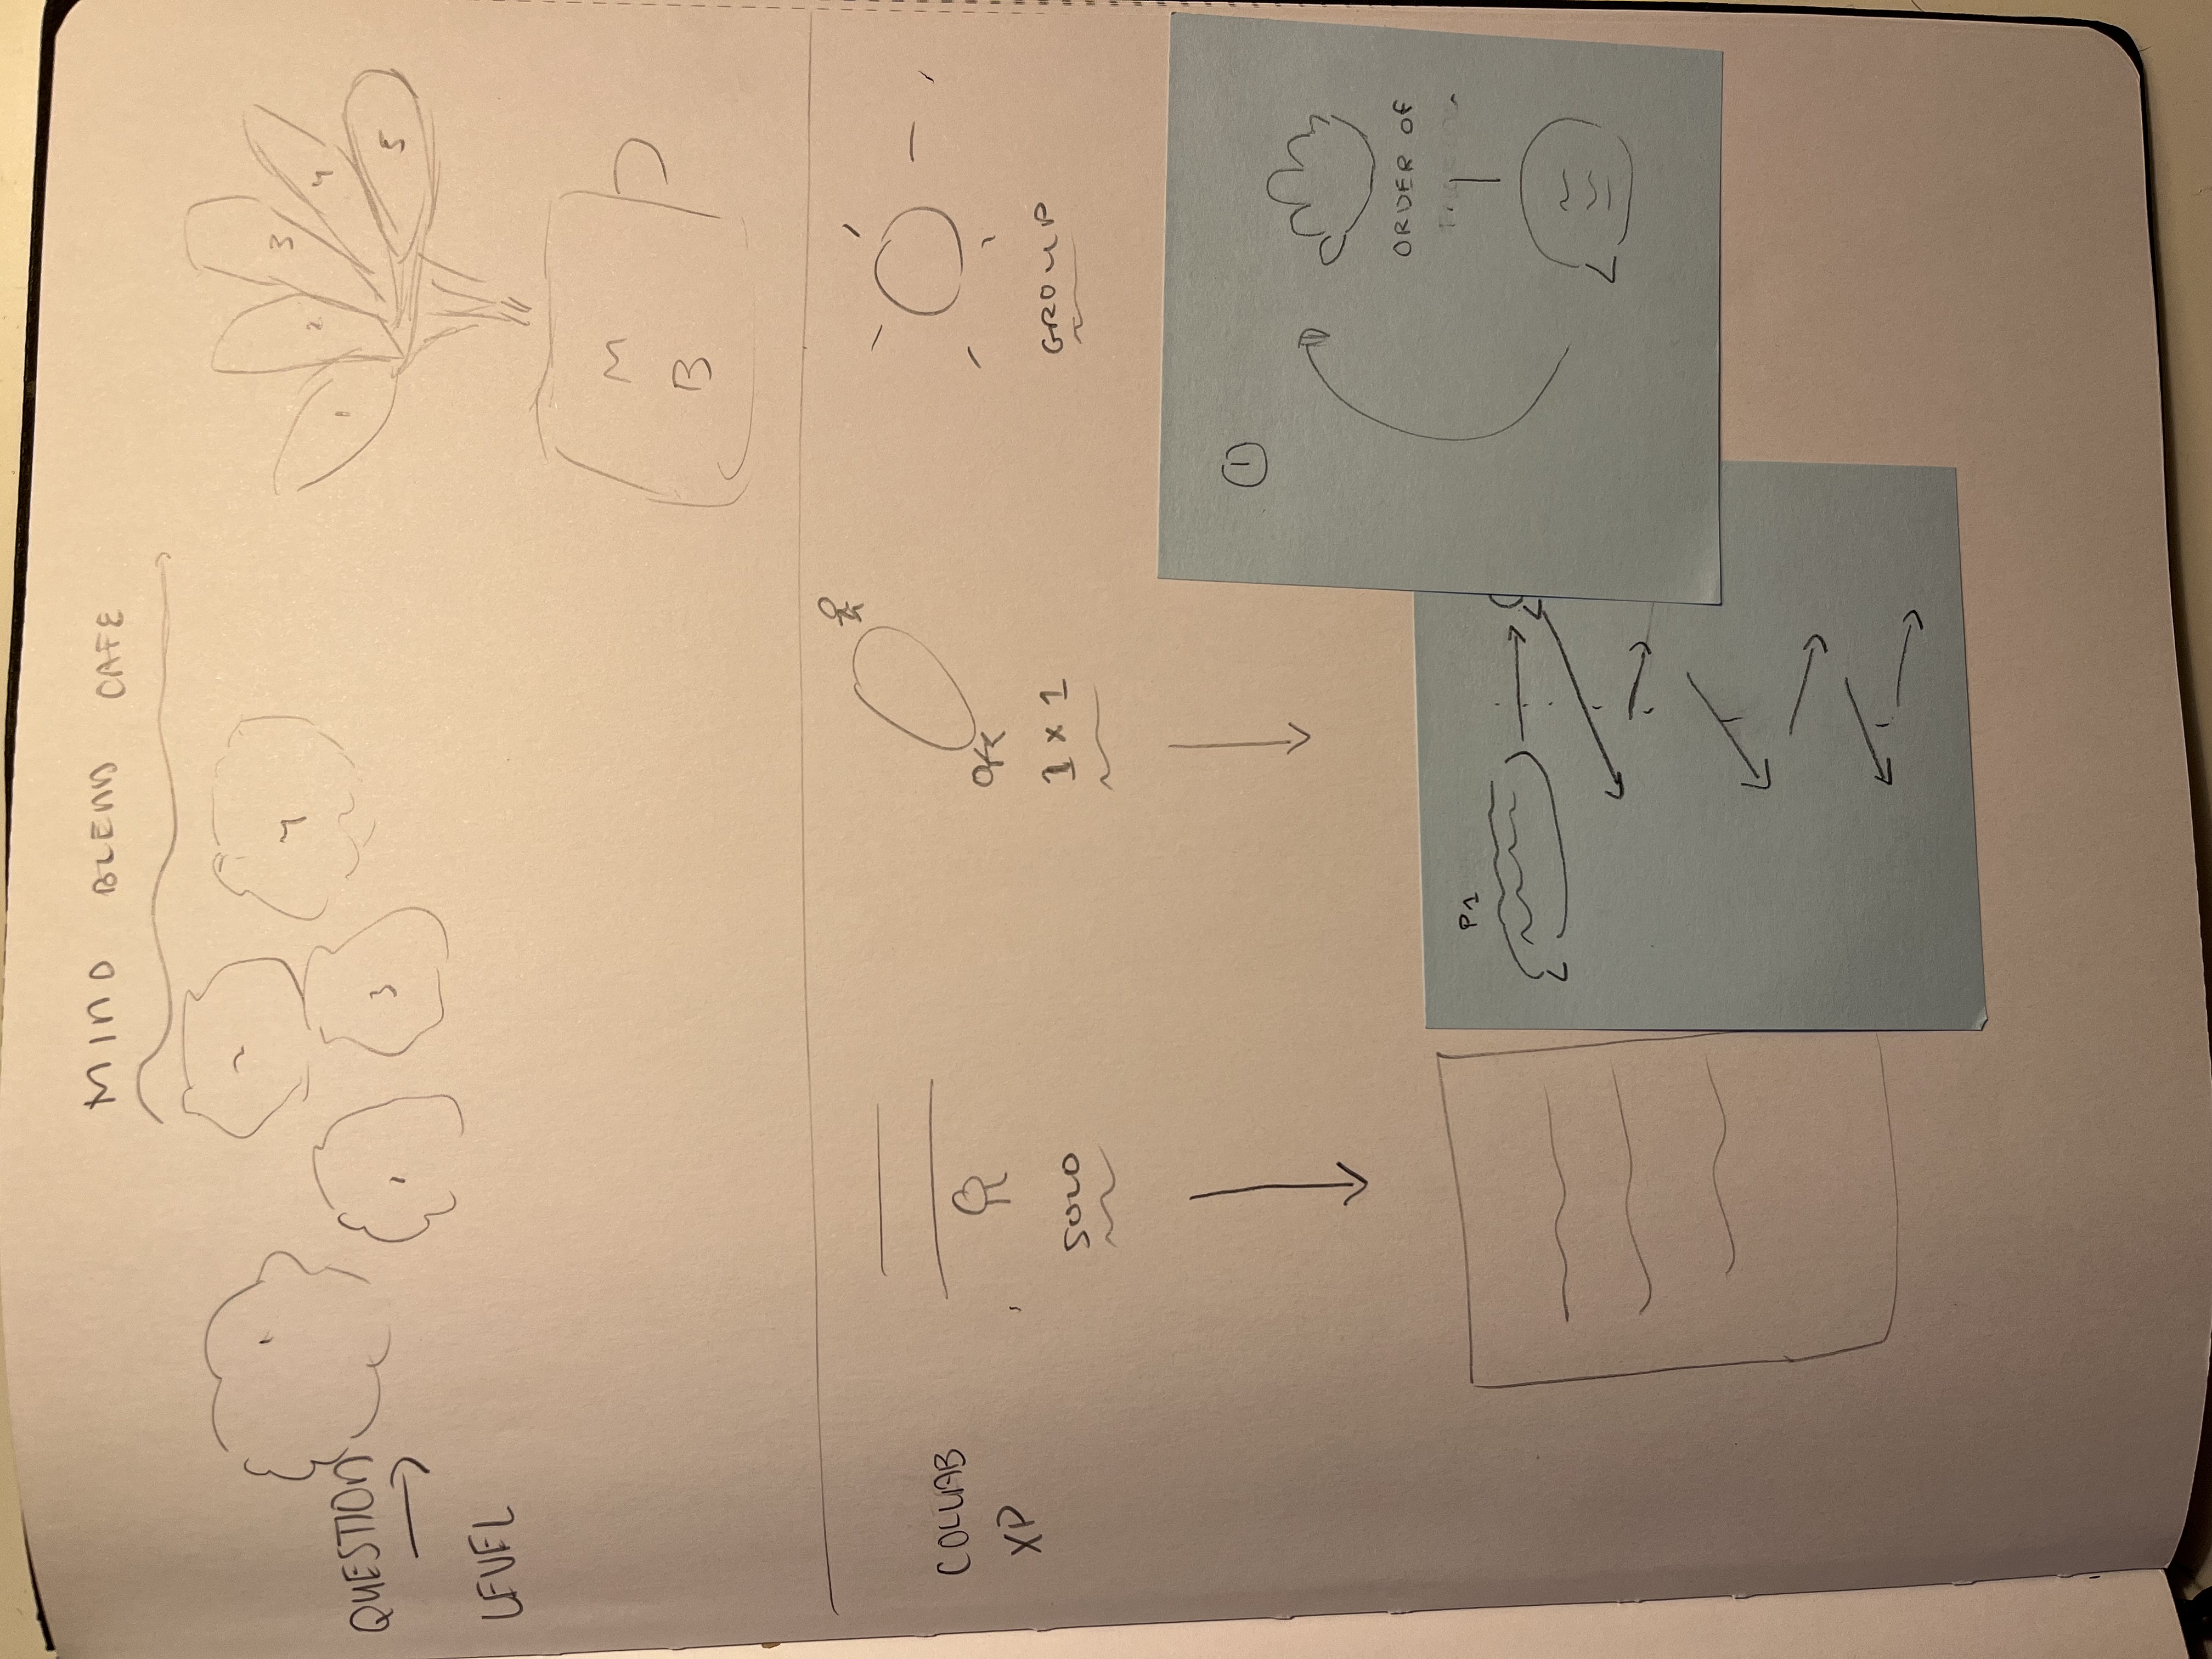 MIND BLEND CAFE
1
2
4
1
3
QUESTION
LEVEL
1
2
3
4
5
M
B
COLLAB
XP
SOLO
1 x 1
GROUP
1
ORDER OF
P1